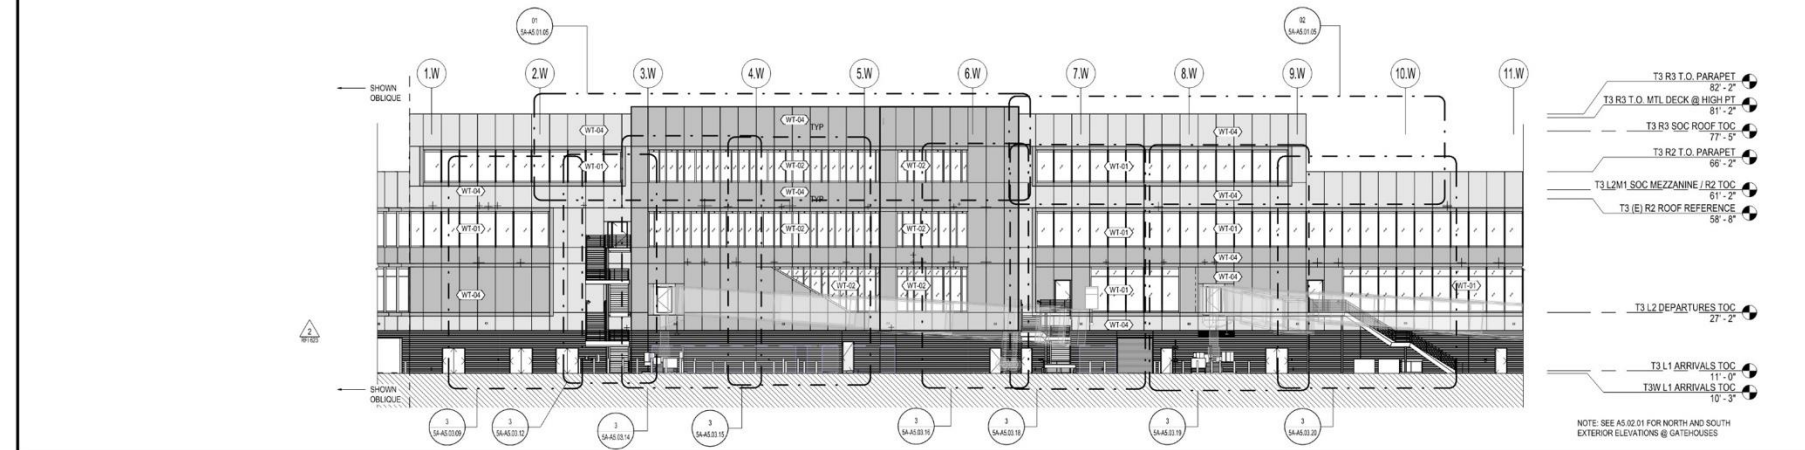 01
5A-A5.01.05
02
5A-A5.01.05
1.W
2.W
3.W
4.W
5.W
6.W
7.W
8.W
9.W
10.W
11.W
SHOWN
OBLIQUE
T3 R3 T.O. PARAPET
82' - 2"
T3 R3 T.O. MTL DECK @ HIGH PT
81' - 2"
T3 R3 SOC ROOF TOC
77' - 5"
T3 R2 T.O. PARAPET
66' - 2"
T3 L2M1 SOC MEZZANINE / R2 TOC
61' - 2"
T3 (E) R2 ROOF REFERENCE
58' - 8"
T3 L2 DEPARTURES TOC
27' - 2"
T3 L1 ARRIVALS TOC
11' - 0"
T3W L1 ARRIVALS TOC
10' - 3"
WT-04
WT-04
TYP
WT-04
WT-01
WT-02
WT-02
WT-01
WT-04
WT-04
TYP
WT-04
WT-01
WT-02
WT-02
WT-01
WT-01
WT-04
WT-04
WT-04
WT-02
WT-02
WT-01
WT-01
WT-04
2
SHOWN
OBLIQUE
3
5A-A5.03.09
3
5A-A5.03.12
3
5A-A5.03.14
3
5A-A5.03.15
3
5A-A5.03.16
3
5A-A5.03.18
3
5A-A5.03.19
3
5A-A5.03.20
NOTE: SEE A5.02.01 FOR NORTH AND SOUTH
EXTERIOR ELEVATIONS @ GATEHOUSES